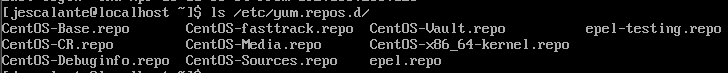 [jescalante@localhost ~]$ ls /etc/yum.repos.d/
CentOS-Base.repo CentOS-fasttrack.repo CentOS-Vault.repo epel-testing.repo
CentOS-CR.repo CentOS-Media.repo CentOS-x86_64-kernel.repo
CentOS-Debuginfo.repo CentOS-Sources.repo epel.repo